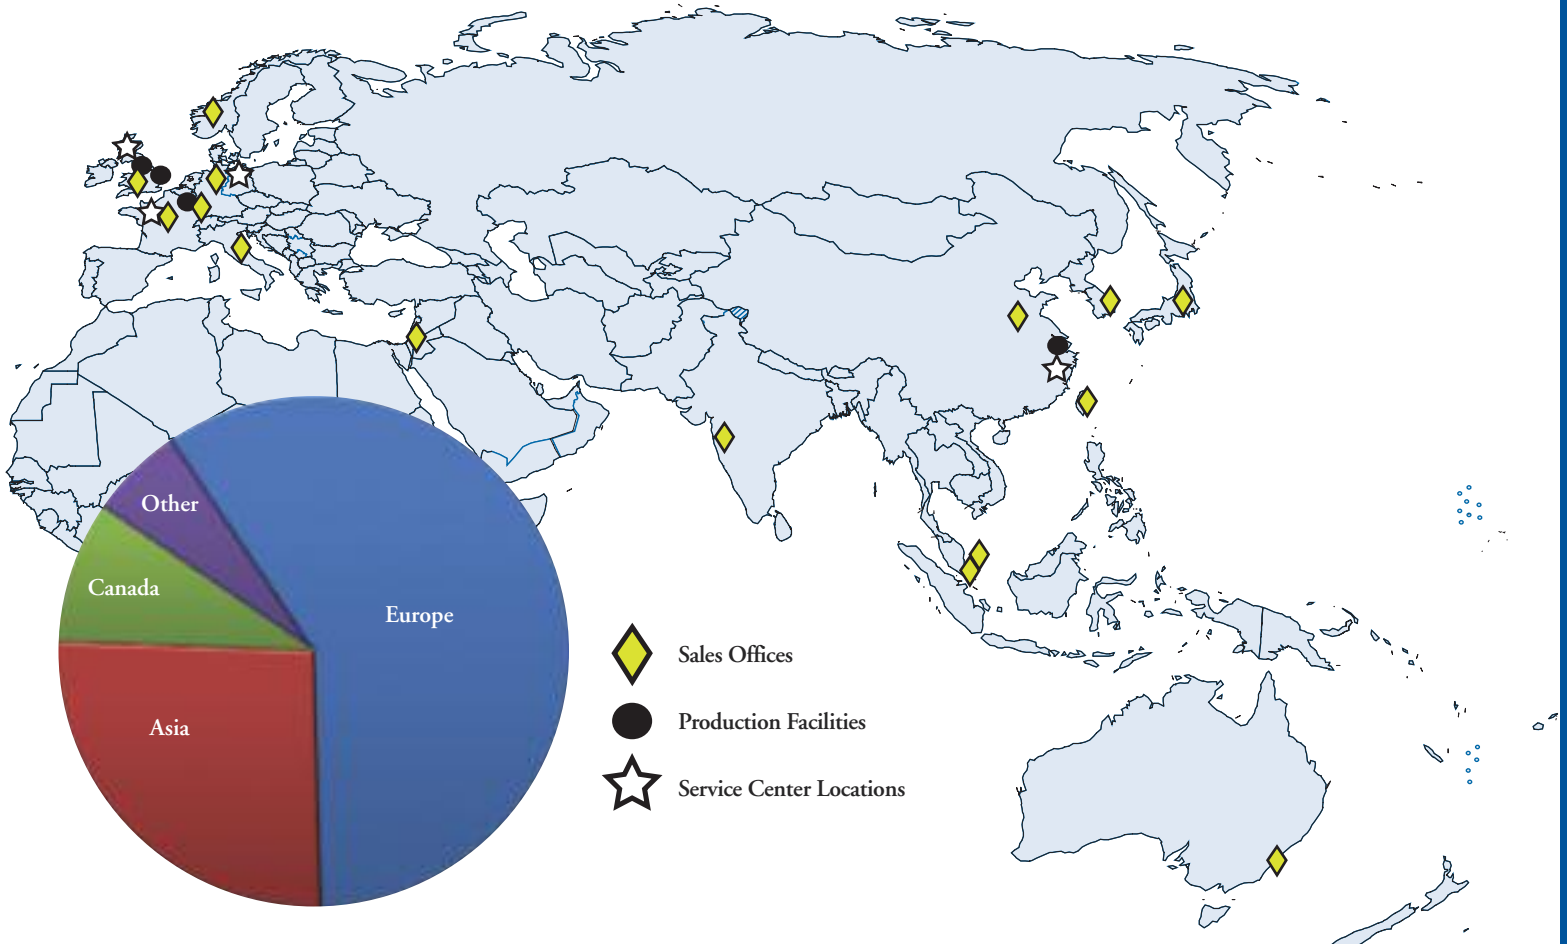 Other
Canada
Europe
Asia
Sales Offices
Production Facilities
Service Center Locations